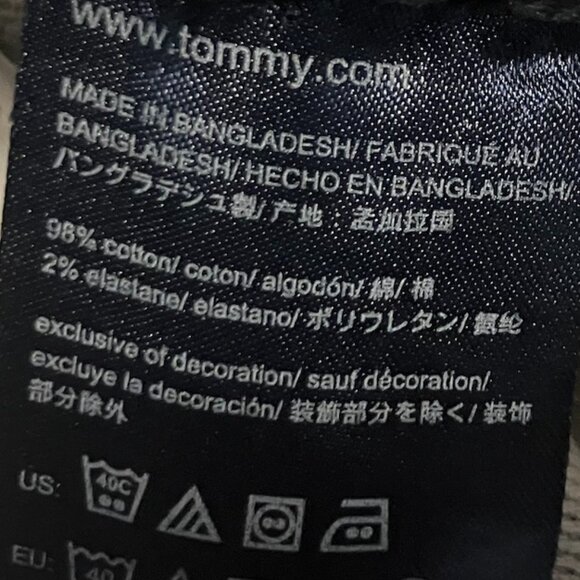 www.tommy.com
MADE IN BANGLADESH/ FABRIQUÉ AU
BANGLADESH/ HECHO EN BANGLADESH/
バングラデシュ製/ 产地：孟加拉国
98% cotton/ coton/ algodón/ 綿/ 棉
2% elastane/ elastano/ ポリウレタン/ 氨纶
exclusive of decoration/ sauf décoration/
excluye la decoración/ 装飾部分を除く/ 装饰
部分除外
US: 40C
EU: 40